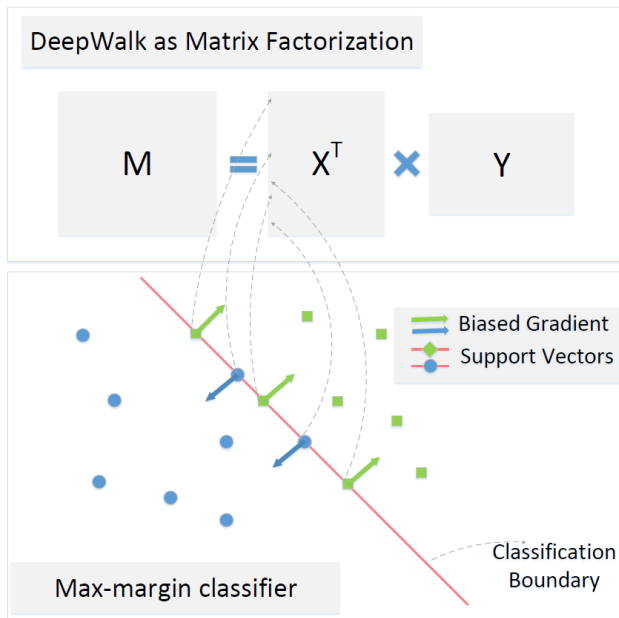 DeepWalk as Matrix Factorization
M = X^T × Y
Biased Gradient
Support Vectors
Classification
Boundary
Max-margin classifier